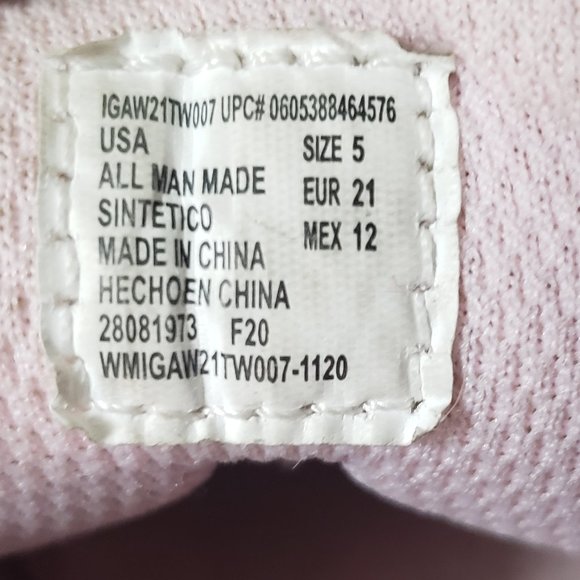 IGAW21TW007 UPC# 0605388464576
USA SIZE 5
ALL MAN MADE EUR 21
SINTETICO MEX 12
MADE IN CHINA
HECHOEN CHINA
28081973 F20
WMIGAW21TW007-1120